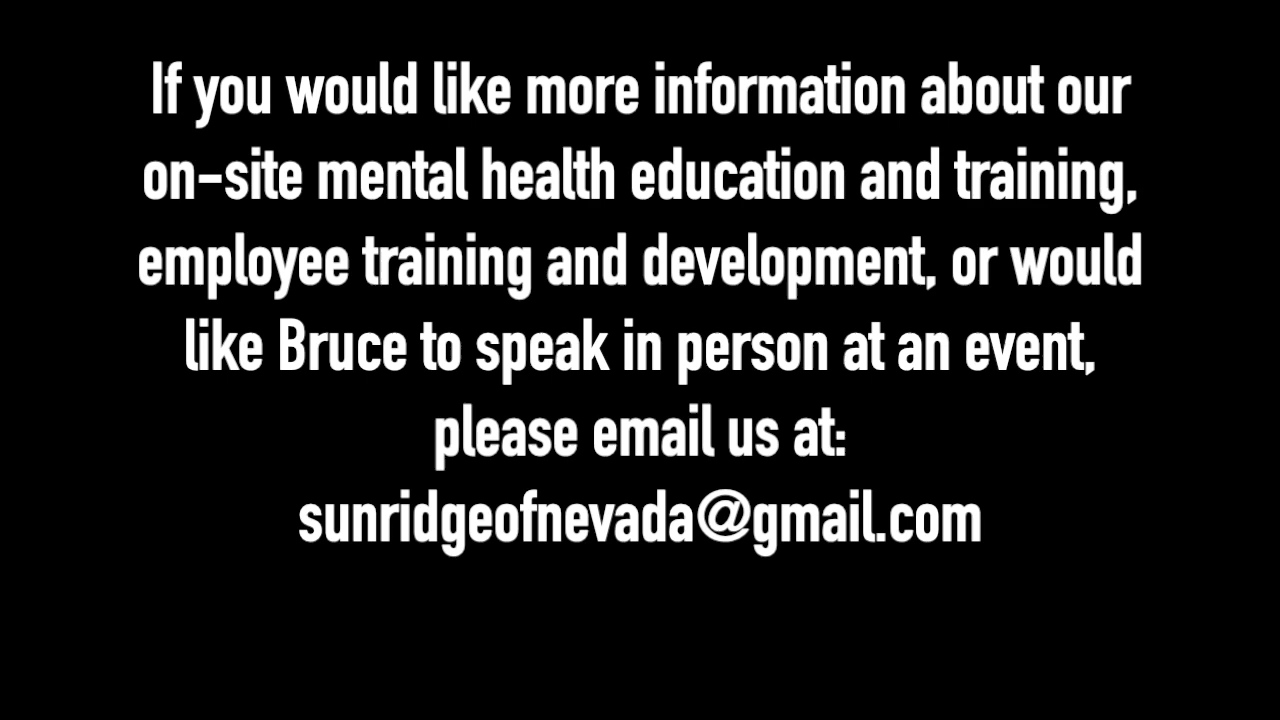 If you would like more information about our
on-site mental health education and training,
employee training and development, or would
like Bruce to speak in person at an event,
please email us at:
sunridgeofnevada@gmail.com